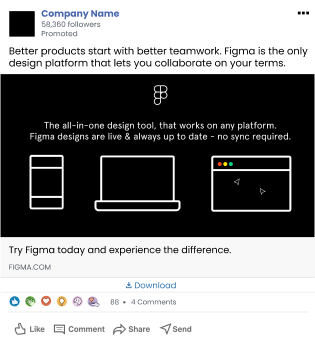 Company Name
58,360 followers
Promoted
Better products start with better teamwork. Figma is the only
design platform that lets you collaborate on your terms.
The all-in-one design tool, that works on any platform.
Figma designs are live & always up to date - no sync required.
Try Figma today and experience the difference.
FIGMA.COM
Download
88 • 4 Comments
Like Comment Share Send